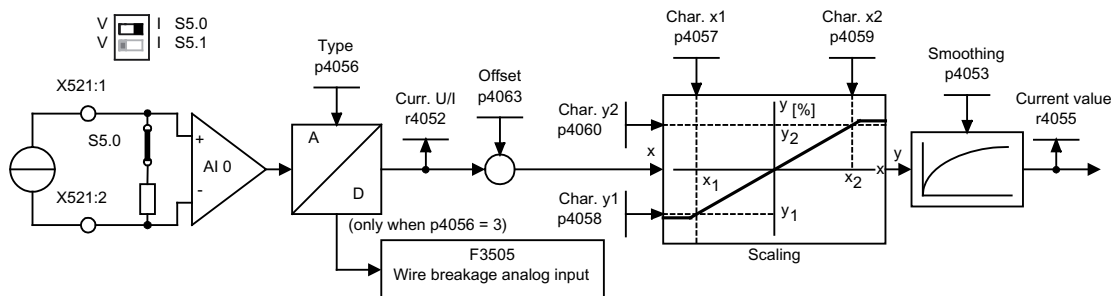 V I S5.0
V I S5.1
Char. x1
p4057
Char. x2
p4059
Type
p4056
Smoothing
p4053
X521:1
Offset
p4063
Curr. U/I
r4052
Current value
r4055
Char. y2
p4060
y [%]
y2
S5.0
+
AI 0
-
A
D
x
x1
x2
x
y
X521:2
Char. y1
p4058
y1
(only when p4056 = 3)
Scaling
F3505
Wire breakage analog input